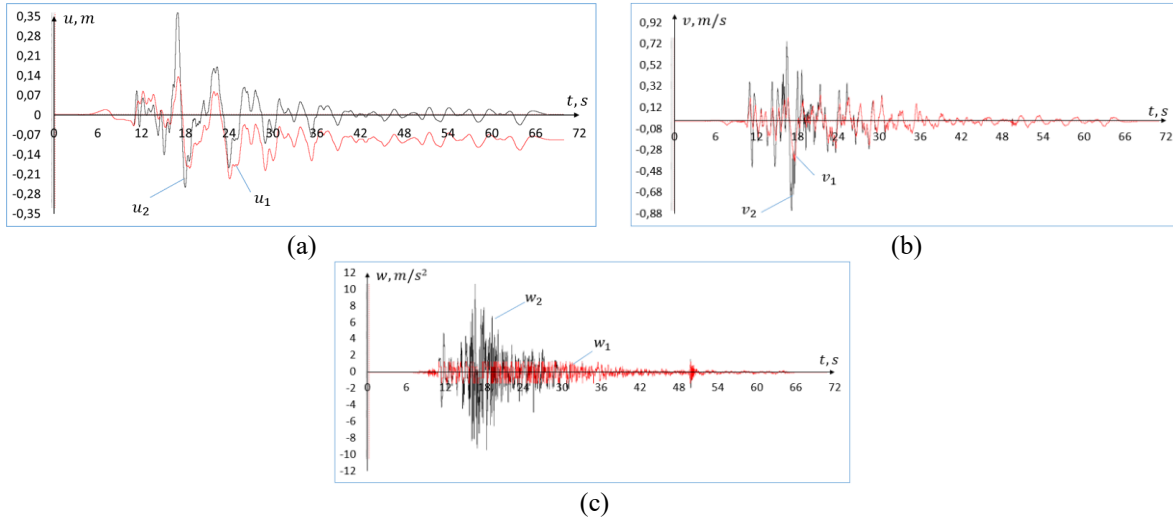 u, m
0,35
0,28
0,21
0,14
0,07
0
-0,07
-0,14
-0,21
-0,28
-0,35
6 12 18 24 30 36 42 48 54 60 66 72
t, s
u₂
u₁
(a)
v, m/s
0,92
0,72
0,52
0,32
0,12
-0,08
-0,28
-0,48
-0,68
-0,88
0 6 12 18 24 30 36 42 48 54 60 66 72
t, s
v₁
v₂
(b)
w, m/s²
12
10
8
6
4
2
0
-2
-4
-6
-8
-10
-12
0 6 12 18 24 30 36 42 48 54 60 66 72
t, s
w₂
w₁
(c)